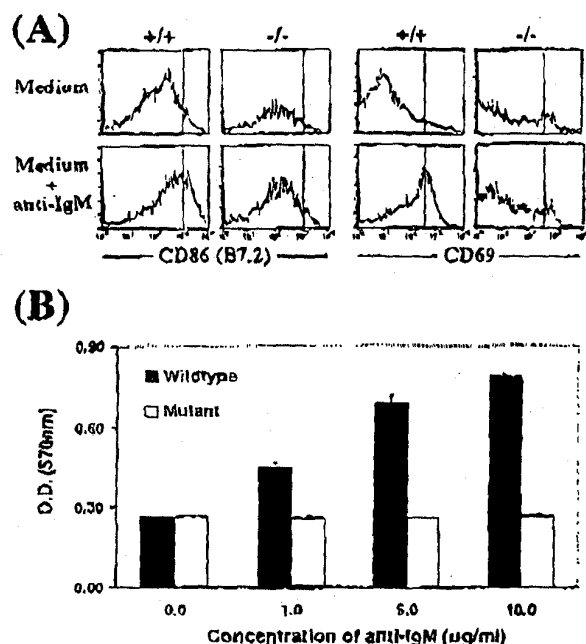 (A)
+/+ -/- +/+ -/-
Medium
Medium
+
anti-IgM
CD86 (B7.2) CD69
(B)
0.90
Wildtype
Mutant
0.60
O.D. (570nm)
0.30
0.00
0.0 1.0 5.0 10.0
Concentration of anti-IgM (µg/ml)